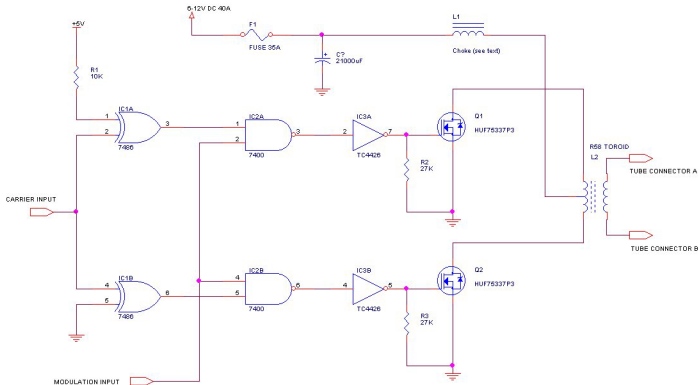 6-12V DC 40A
F1
FUSE 35A
L1
Choke (see text)
C?
21000uF
+
+5V
R1
10K
IC1A
1
2
3
7486
IC2A
1
2
3
7400
IC3A
2
7
TC4426
Q1
HUF75337P3
R2
27K
R58 TOROID
L2
TUBE CONNECTOR A
TUBE CONNECTOR B
CARRIER INPUT
IC1B
4
5
6
7486
IC2B
4
5
6
7400
IC3B
4
5
TC4426
Q2
HUF75337P3
R3
27K
MODULATION INPUT